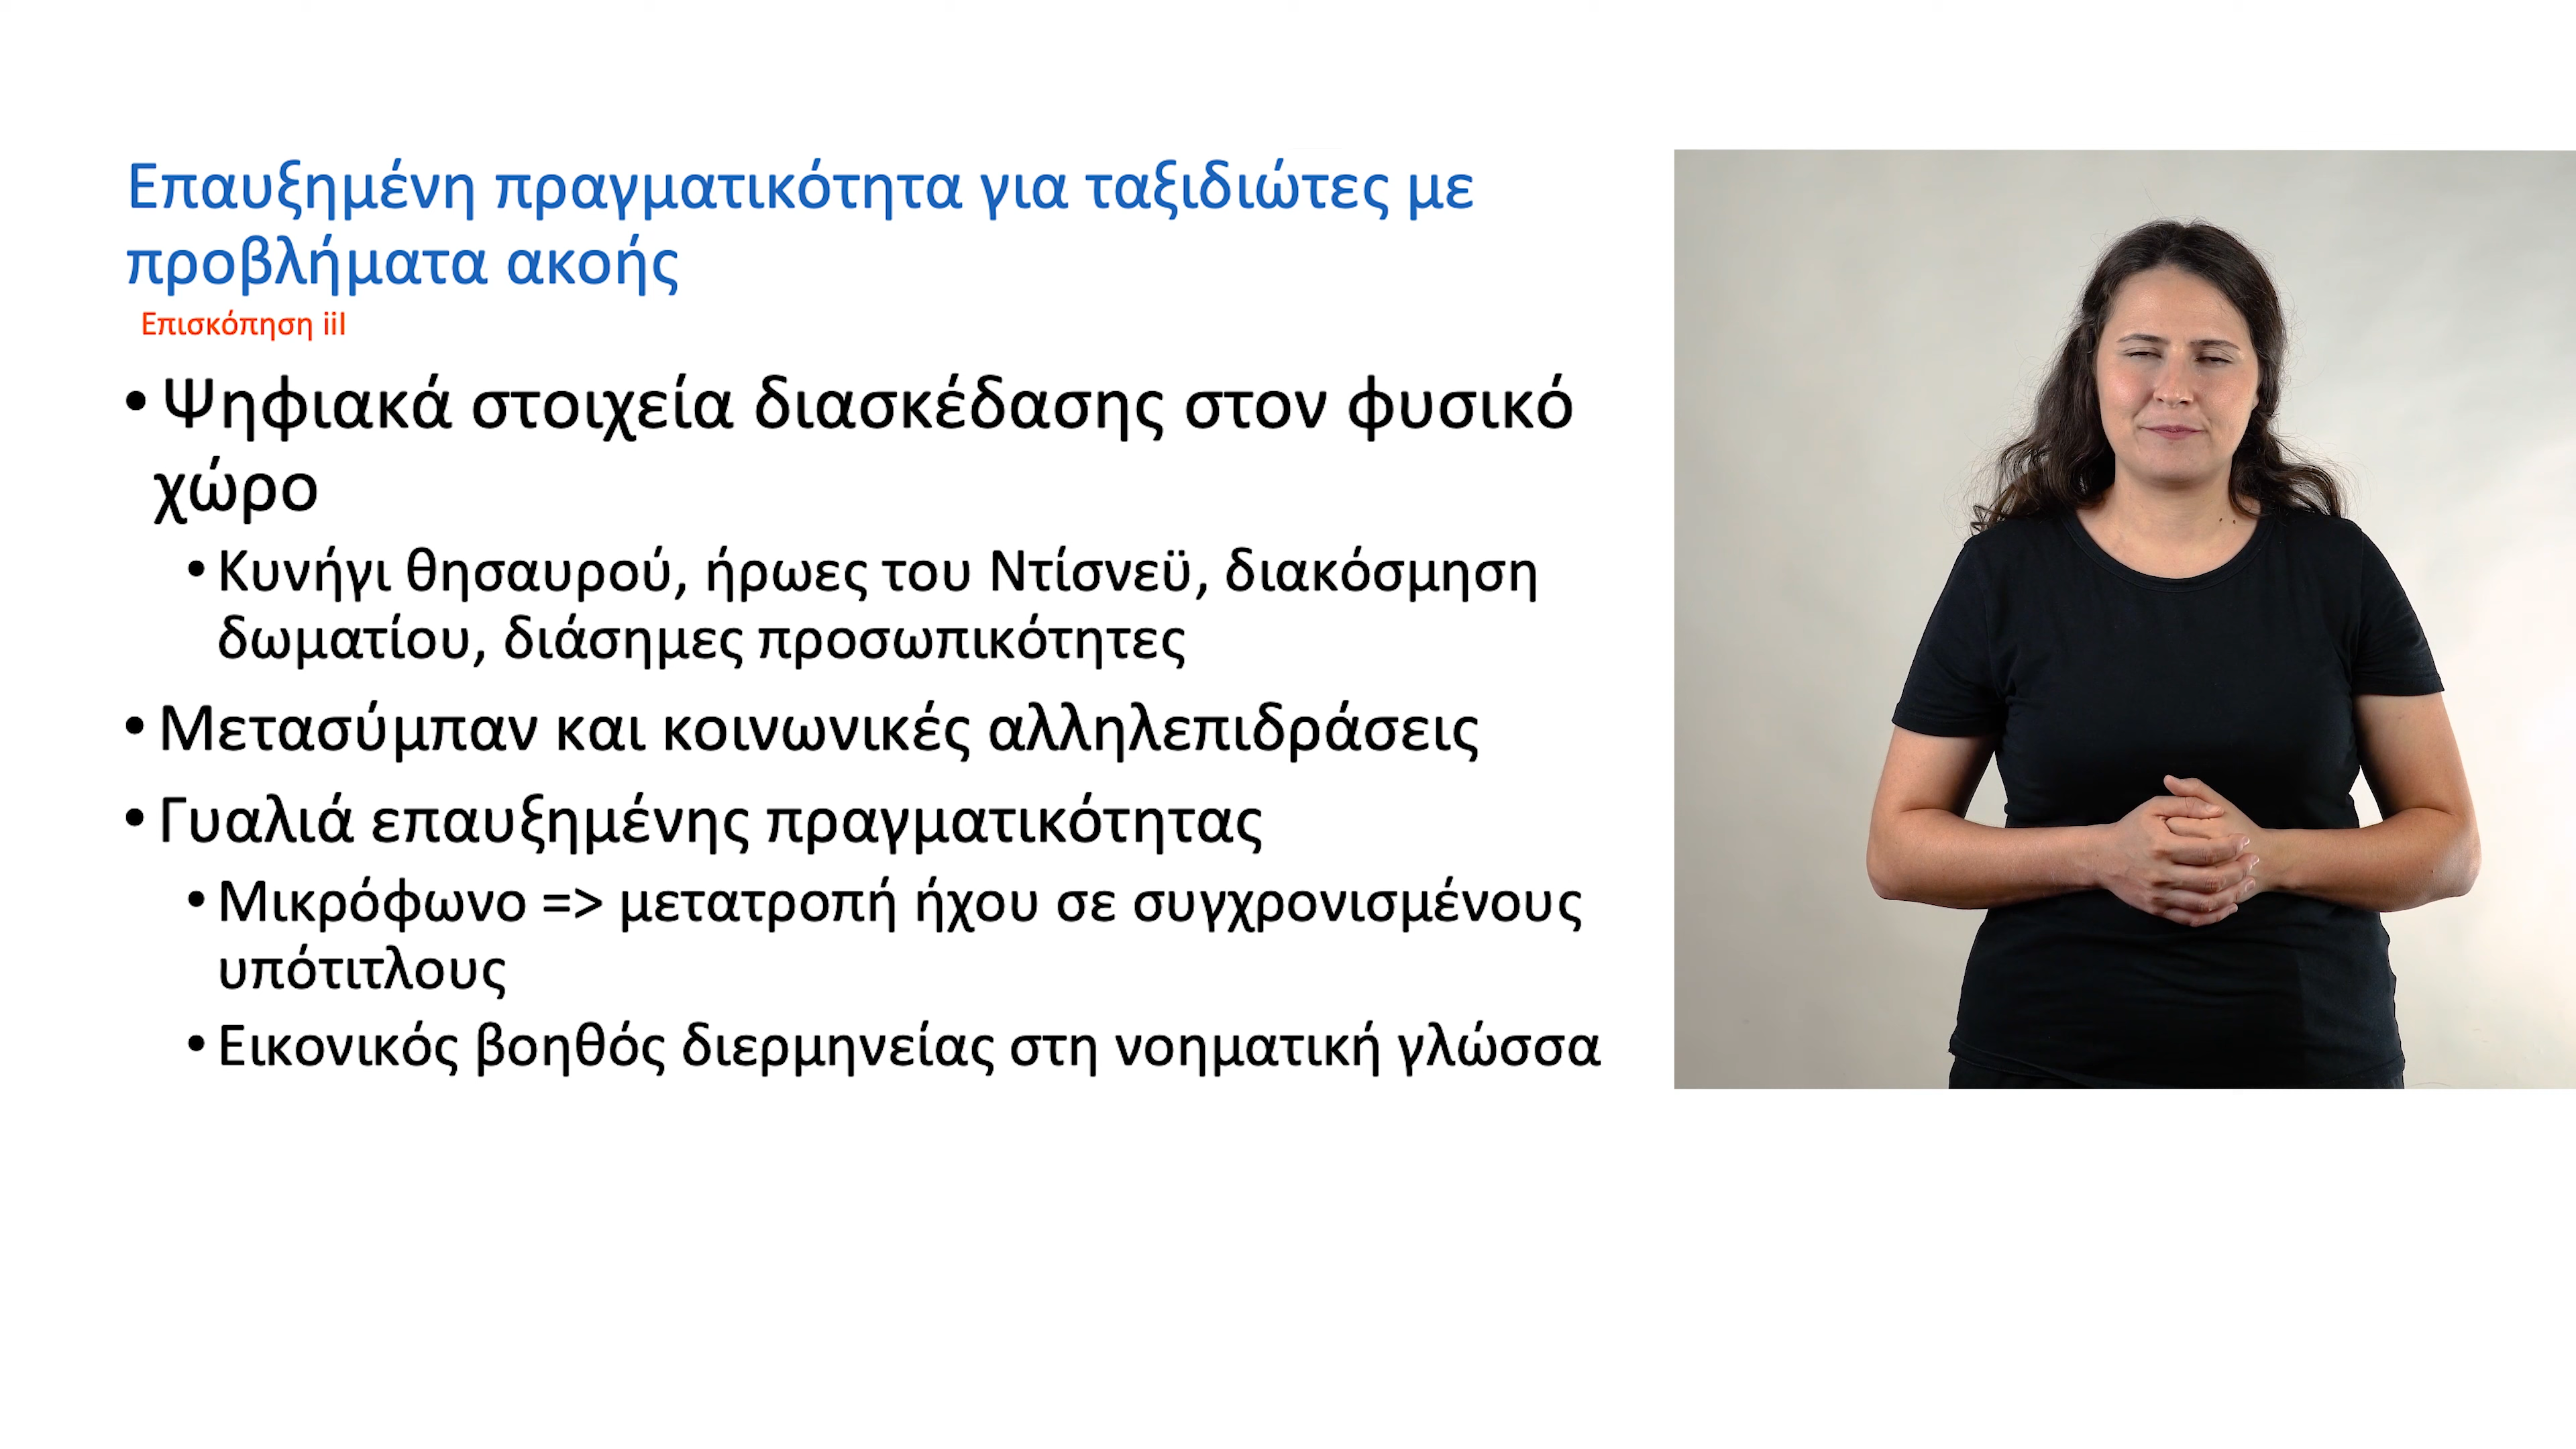 Επαυξημένη πραγματικότητα για ταξιδιώτες με
προβλήματα ακοής
Επισκόπηση iiI
• Ψηφιακά στοιχεία διασκέδασης στον φυσικό
χώρο
• Κυνήγι θησαυρού, ήρωες του Ντίσνεϋ, διακόσμηση
δωματίου, διάσημες προσωπικότητες
• Μετασύμπαν και κοινωνικές αλληλεπιδράσεις
• Γυαλιά επαυξημένης πραγματικότητας
• Μικρόφωνο => μετατροπή ήχου σε συγχρονισμένους
υπότιτλους
• Εικονικός βοηθός διερμηνείας στη νοηματική γλώσσα